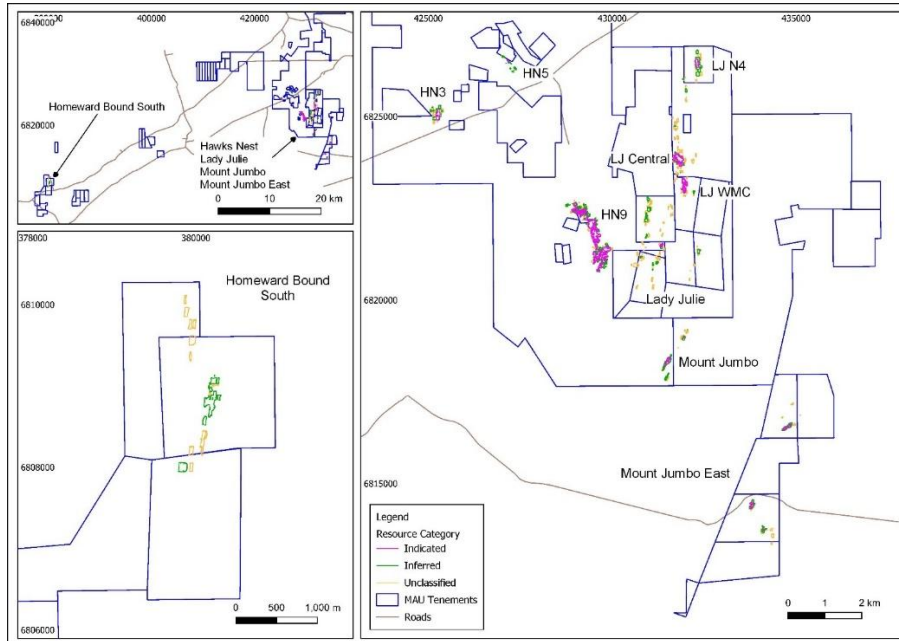 6840000
400000
420000
Homeward Bound South
6820000
Hawks Nest
Lady Julie
Mount Jumbo
Mount Jumbo East
0 10 20 km
378000
380000
Homeward Bound
South
6810000
6808000
6806000
0 500 1,000 m
425000
430000
435000
LJ N4
HN5
HN3
6825000
LJ Central
LJ WMC
HN9
6820000
Lady Julie
Mount Jumbo
Mount Jumbo East
6815000
Legend
Resource Category
Indicated
Inferred
Unclassified
MAU Tenements
Roads
0 1 2 km